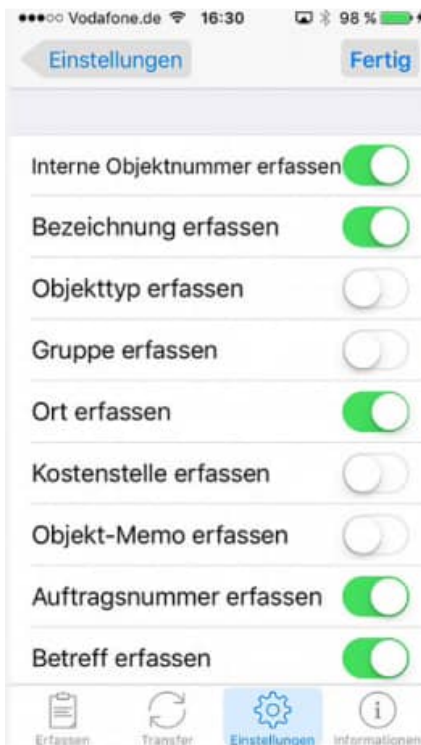 Vodafone.de 16:30 98 %
Einstellungen Fertig
Interne Objektnummer erfassen
Bezeichnung erfassen
Objekttyp erfassen
Gruppe erfassen
Ort erfassen
Kostenstelle erfassen
Objekt-Memo erfassen
Auftragsnummer erfassen
Betreff erfassen
Erfassen Transfer Einstellungen Informationen